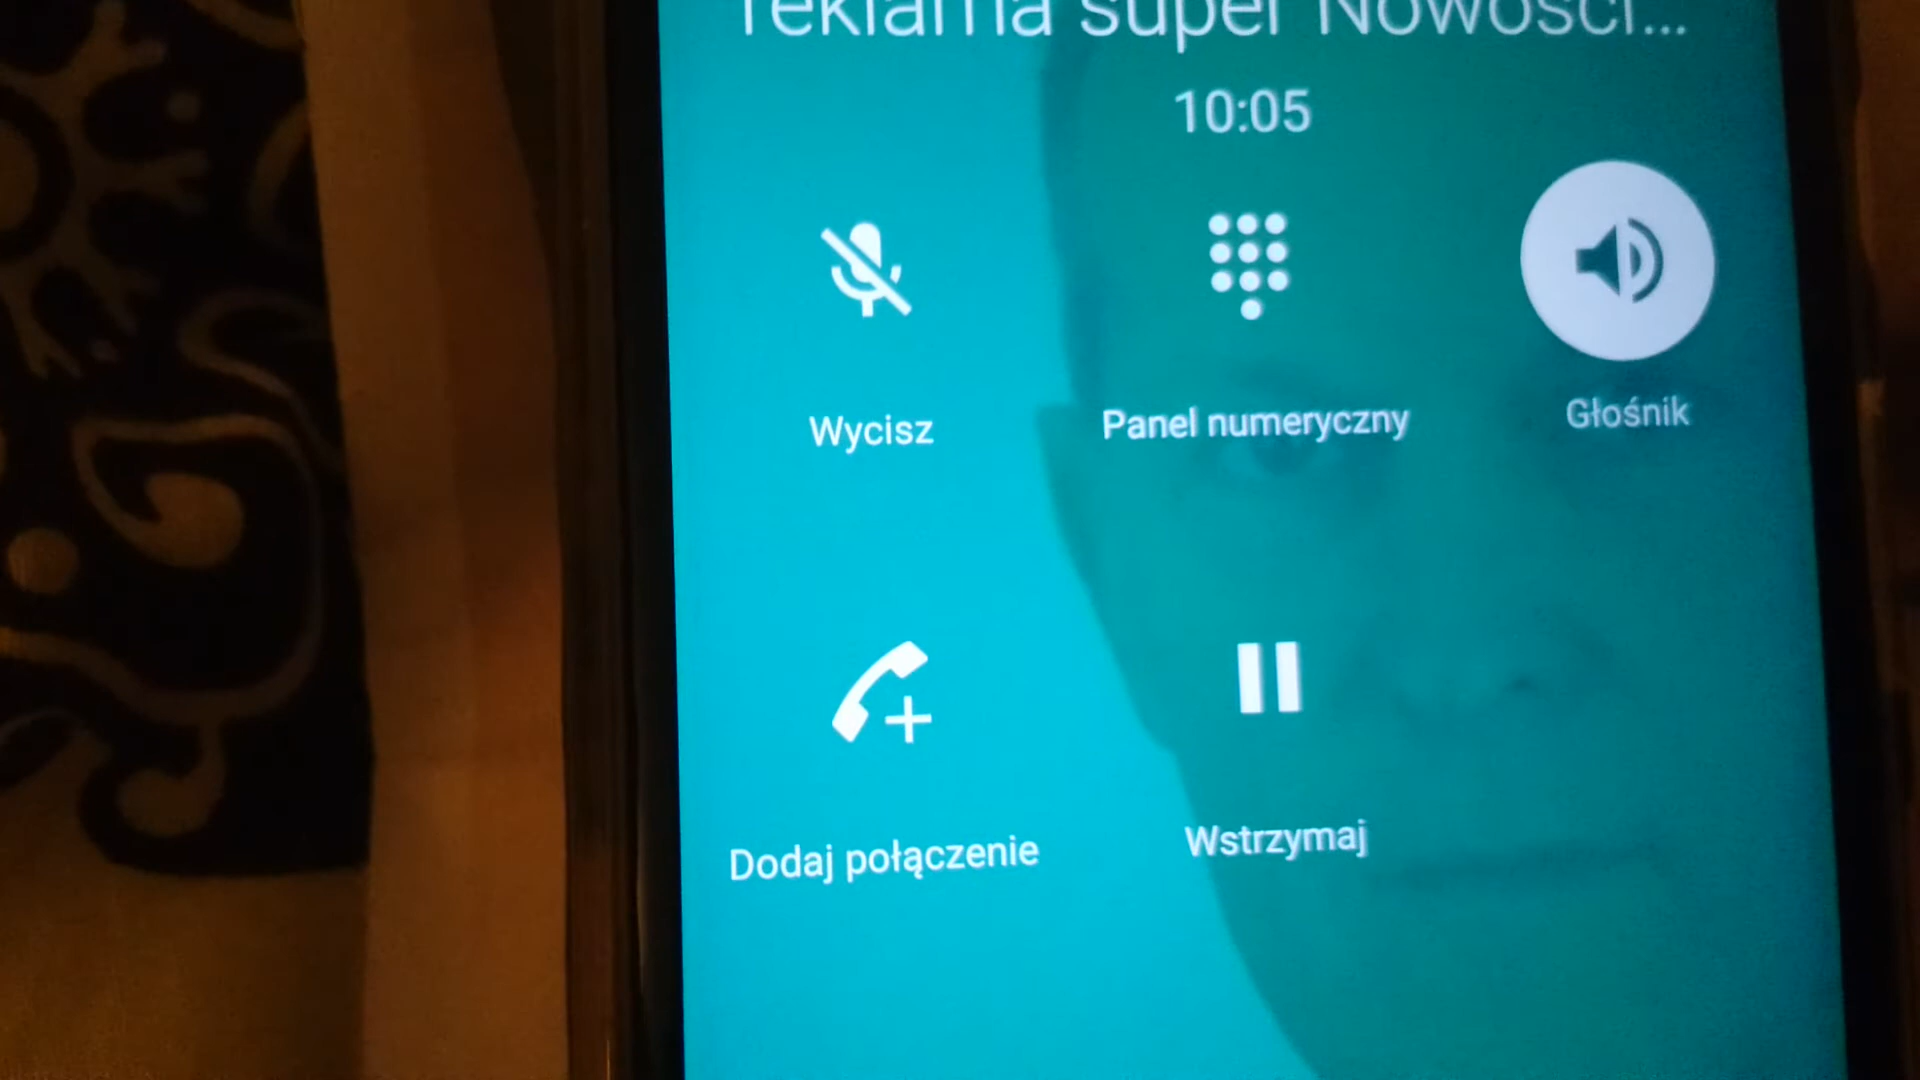 reklama super Nowości...
10:05
Wycisz
Panel numeryczny
Głośnik
Dodaj połączenie
Wstrzymaj